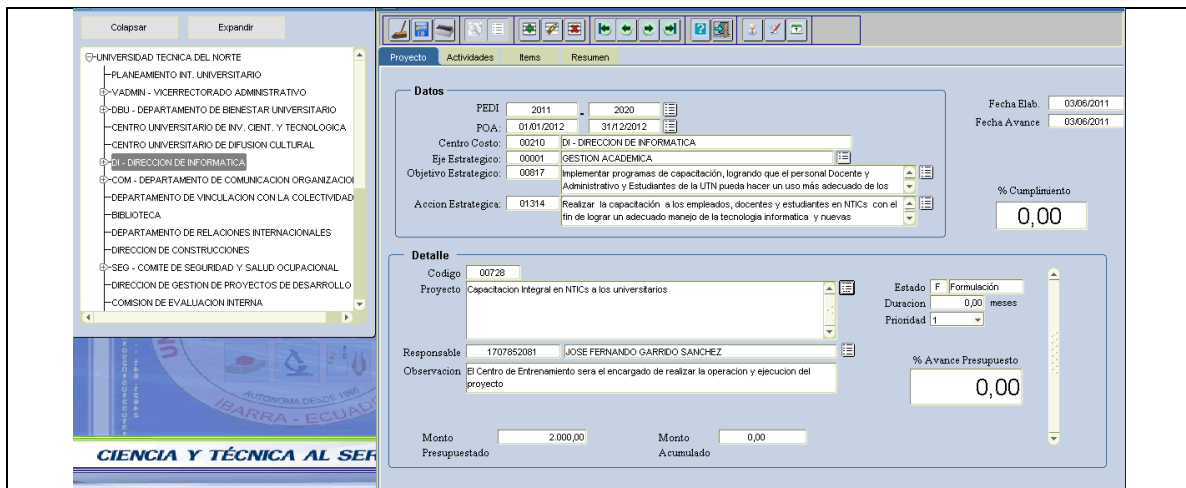 Colapsar Expandir
UNIVERSIDAD TECNICA DEL NORTE
PLANEAMIENTO INT. UNIVERSITARIO
VADMIN - VICERRECTORADO ADMINISTRATIVO
DBU - DEPARTAMENTO DE BIENESTAR UNIVERSITARIO
CENTRO UNIVERSITARIO DE INV. CIENT. Y TECNOLOGICA
CENTRO UNIVERSITARIO DE DIFUSION CULTURAL
DI - DIRECCION DE INFORMATICA
COM - DEPARTAMENTO DE COMUNICACION ORGANIZACIO
DEPARTAMENTO DE VINCULACION CON LA COLECTIVIDAD
BIBLIOTECA
DEPARTAMENTO DE RELACIONES INTERNACIONALES
DIRECCION DE CONSTRUCCIONES
SEG - COMITE DE SEGURIDAD Y SALUD OCUPACIONAL
DIRECCION DE GESTION DE PROYECTOS DE DESARROLLO
COMISION DE EVALUACION INTERNA
AUTONOMA DESDE 1986
IBARRA - ECUAD
CIENCIA Y TÉCNICA AL SER
Proyecto Actividades Items Resumen
Datos
PEDI 2011 - 2020
POA: 01/01/2012 31/12/2012
Centro Costo: 00210 DI - DIRECCION DE INFORMATICA
Eje Estrategico: 00001 GESTION ACADEMICA
Objetivo Estrategico: 00817 Implementar programas de capacitación, logrando que el personal Docente y
Administrativo y Estudiantes de la UTN pueda hacer un uso más adecuado de los
Accion Estrategica: 01314 Realizar la capacitación a los empleados, docentes y estudiantes en NTICs con el
fin de lograr un adecuado manejo de la tecnologia informatica y nuevas
Fecha Elab. 03/06/2011
Fecha Avance 03/06/2011
% Cumplimiento
0,00
Detalle
Codigo 00728
Proyecto Capacitacion Integral en NTICs a los universitarios
Estado F Formulación
Duracion 0,00 meses
Prioridad 1
Responsable 1707852081 JOSE FERNANDO GARRIDO SANCHEZ
Observacion El Centro de Entrenamiento sera el encargado de realizar la operacion y ejecucion del
proyecto
% Avance Presupuesto
0,00
Monto 2.000,00 Monto 0,00
Presupuestado Acumulado